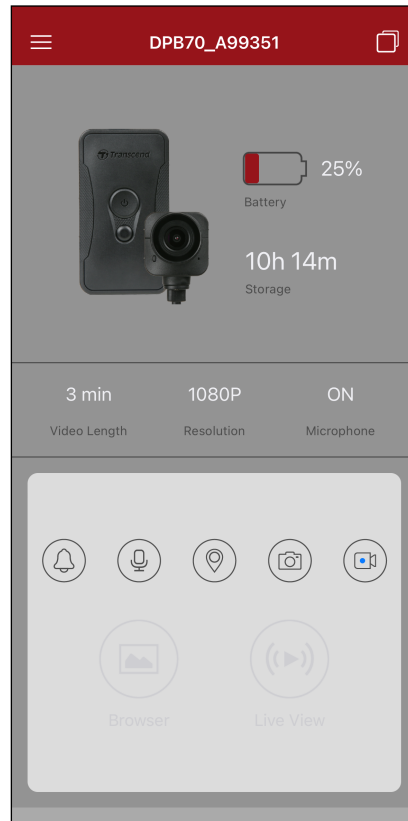 DPB70_A99351
Transcend
25%
Battery
10h 14m
Storage
3 min 1080P ON
Video Length Resolution Microphone
Browser Live View